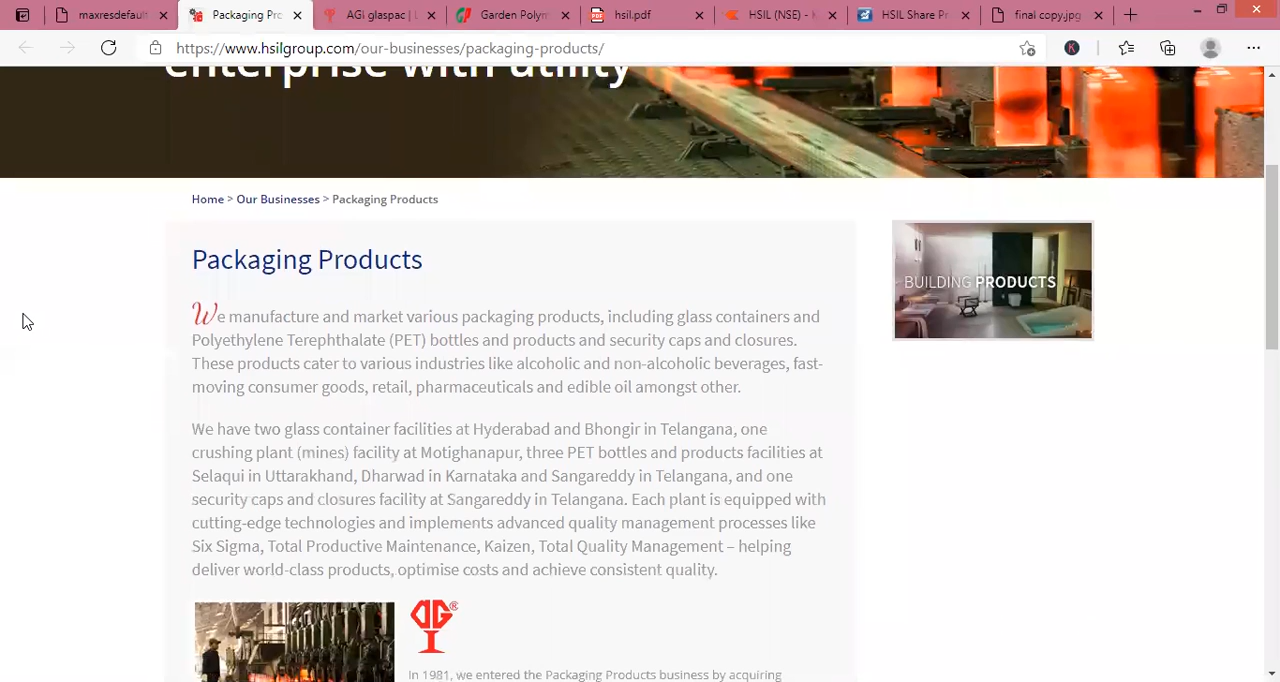 maxresdefault
Packaging Pro
AGI glaspac | L
Garden Polym
hsil.pdf
HSIL (NSE) -
HSIL Share Pr
final copy.jpg
https://www.hsilgroup.com/our-businesses/packaging-products/
K
enterprise with utility
Home > Our Businesses > Packaging Products
Packaging Products
BUILDING PRODUCTS
We manufacture and market various packaging products, including glass containers and
Polyethylene Terephthalate (PET) bottles and products and security caps and closures.
These products cater to various industries like alcoholic and non-alcoholic beverages, fast-
moving consumer goods, retail, pharmaceuticals and edible oil amongst other.
We have two glass container facilities at Hyderabad and Bhongir in Telangana, one
crushing plant (mines) facility at Motighanapur, three PET bottles and products facilities at
Selaqui in Uttarakhand, Dharwad in Karnataka and Sangareddy in Telangana, and one
security caps and closures facility at Sangareddy in Telangana. Each plant is equipped with
cutting-edge technologies and implements advanced quality management processes like
Six Sigma, Total Productive Maintenance, Kaizen, Total Quality Management – helping
deliver world-class products, optimise costs and achieve consistent quality.
In 1981, we entered the Packaging Products business by acquiring